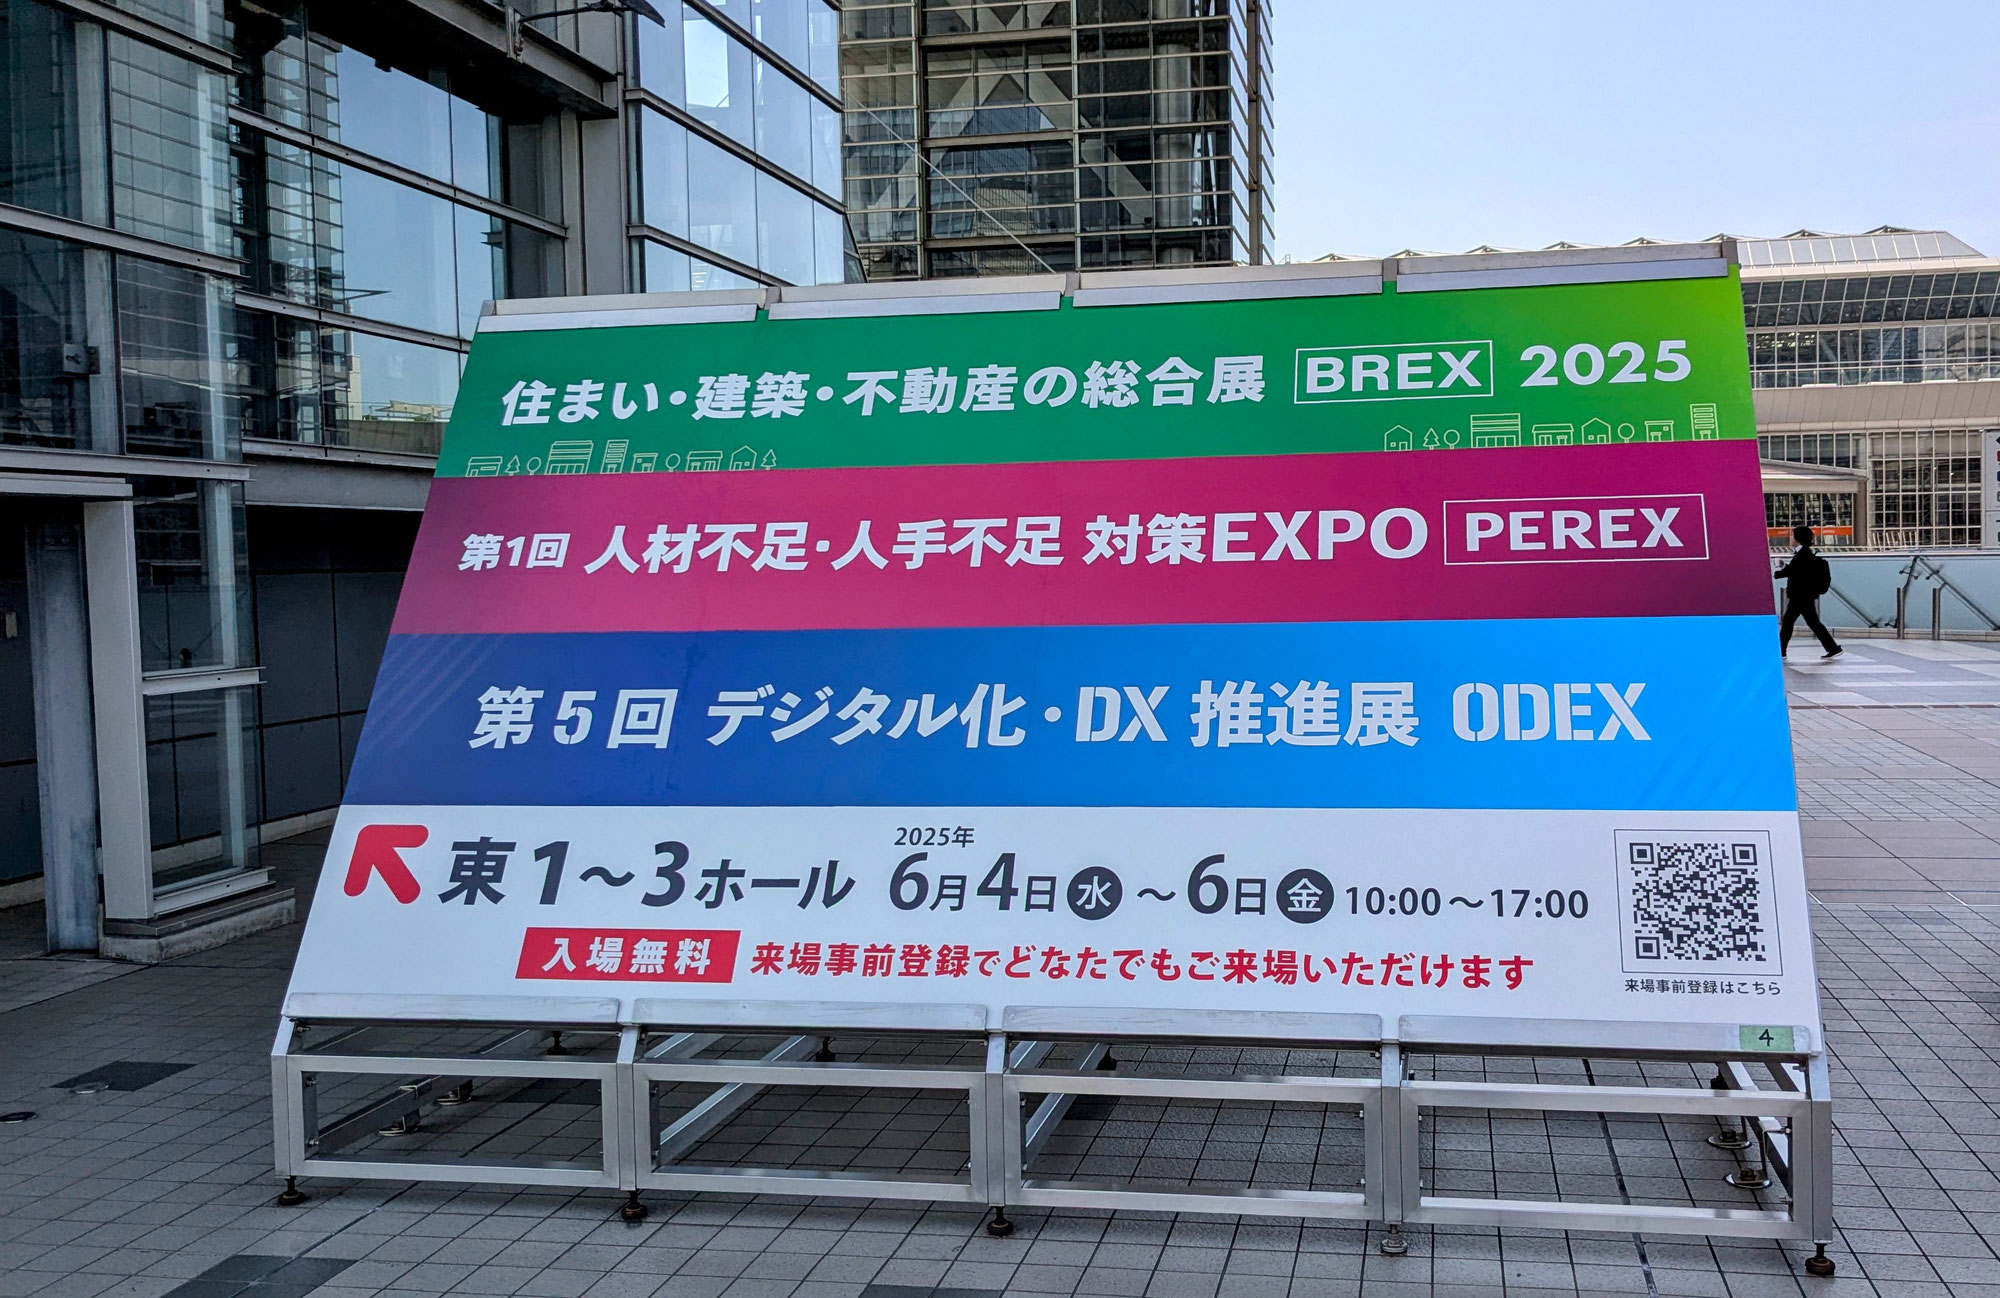 住まい・建築・不動産の総合展 BREX 2025
第1回 人材不足・人手不足 対策EXPO PEREX
第5回 デジタル化・DX 推進展 ODEX
東1～3ホール 2025年 6月4日水～6日金 10:00～17:00
入場無料 来場事前登録でどなたでもご来場いただけます
来場事前登録はこちら
4